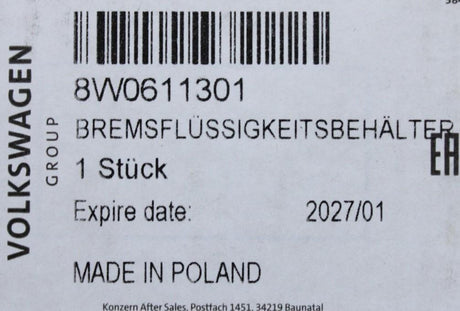 8W0611301
BREMSFLÜSSIGKEITSBEHÄLTER
1 Stück
Expire date: 2027/01
MADE IN POLAND
Konzern After Sales, Postfach 1451, 34219 Baunatal
VOLKSWAGEN
GROUP